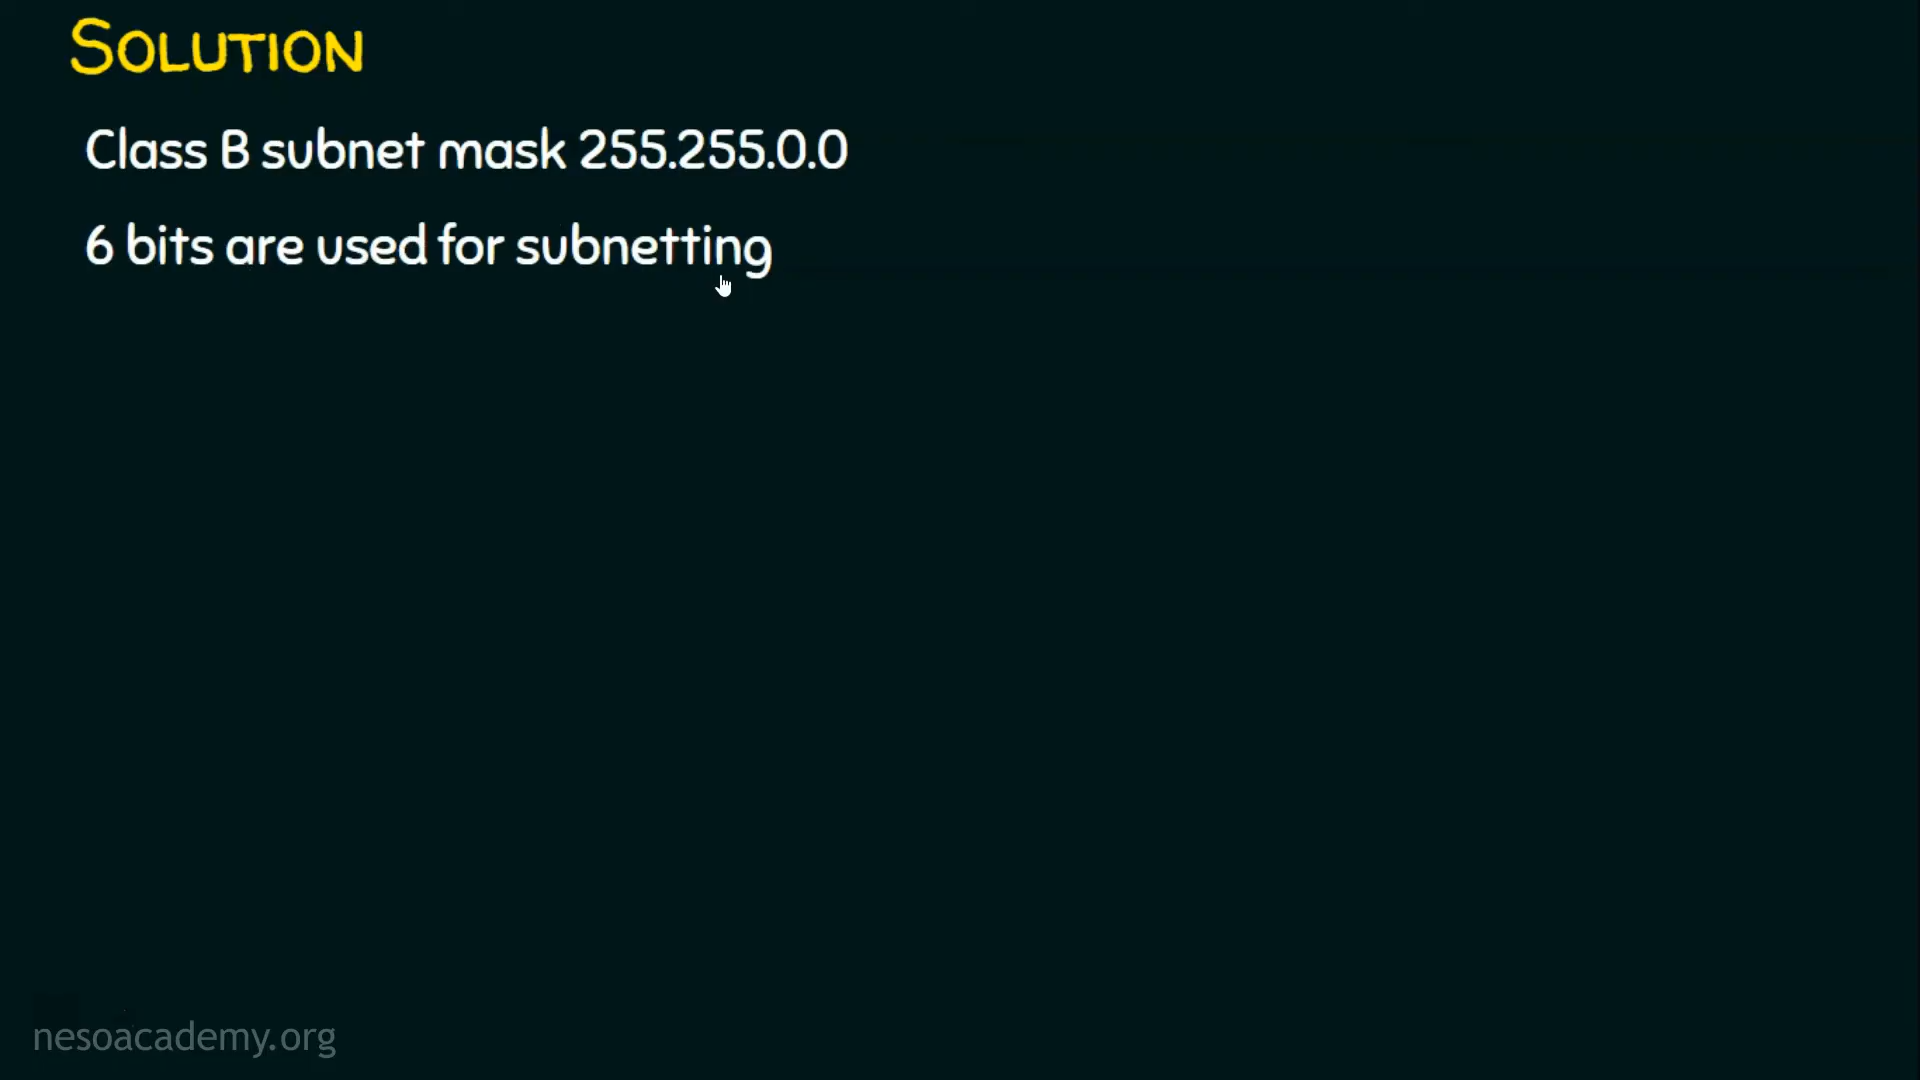 SOLUTION
Class B subnet mask 255.255.0.0
6 bits are used for subnetting
nesoacademy.org